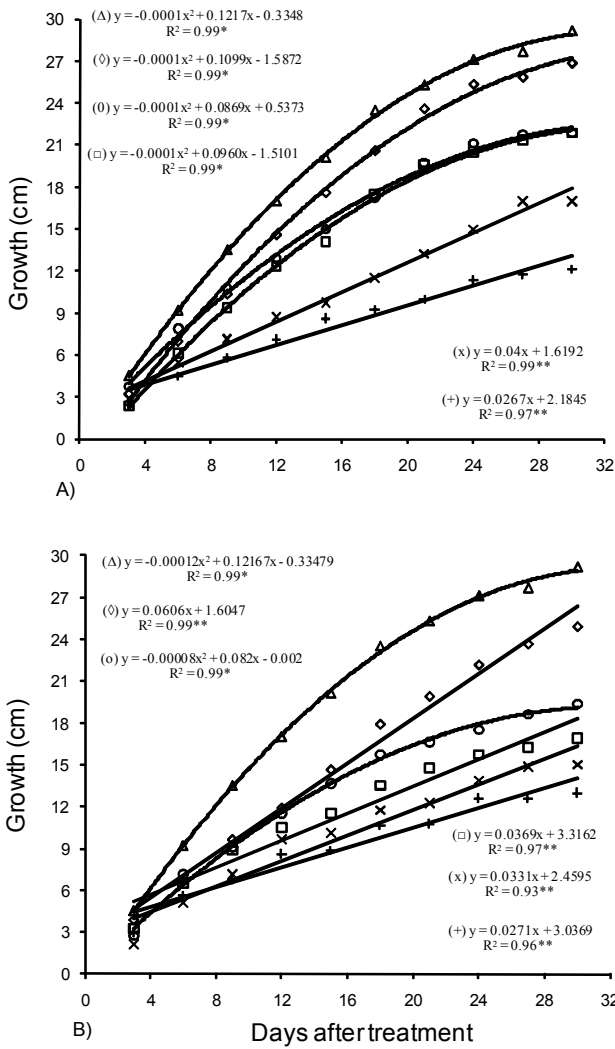 30
27
24
21
18
15
12
9
6
3
0
Growth (cm)
(Δ) y = -0.0001x² + 0.1217x - 0.3348
R² = 0.99*
(◊) y = -0.0001x² + 0.1099x - 1.5872
R² = 0.99*
(0) y = -0.0001x² + 0.0869x + 0.5373
R² = 0.99*
(□) y = -0.0001x² + 0.0960x - 1.5101
R² = 0.99*
(x) y = 0.04x + 1.6192
R² = 0.99**
(+) y = 0.0267x + 2.1845
R² = 0.97**
0 4 8 12 16 20 24 28 32
A)
30
27
24
21
18
15
12
9
6
3
0
Growth (cm)
(Δ) y = -0.00012x² + 0.12167x - 0.33479
R² = 0.99*
(◊) y = 0.0606x + 1.6047
R² = 0.99**
(o) y = -0.00008x² + 0.082x - 0.002
R² = 0.99*
(□) y = 0.0369x + 3.3162
R² = 0.97**
(x) y = 0.0331x + 2.4595
R² = 0.93**
(+) y = 0.0271x + 3.0369
R² = 0.96**
0 4 8 12 16 20 24 28 32
B) Days after treatment